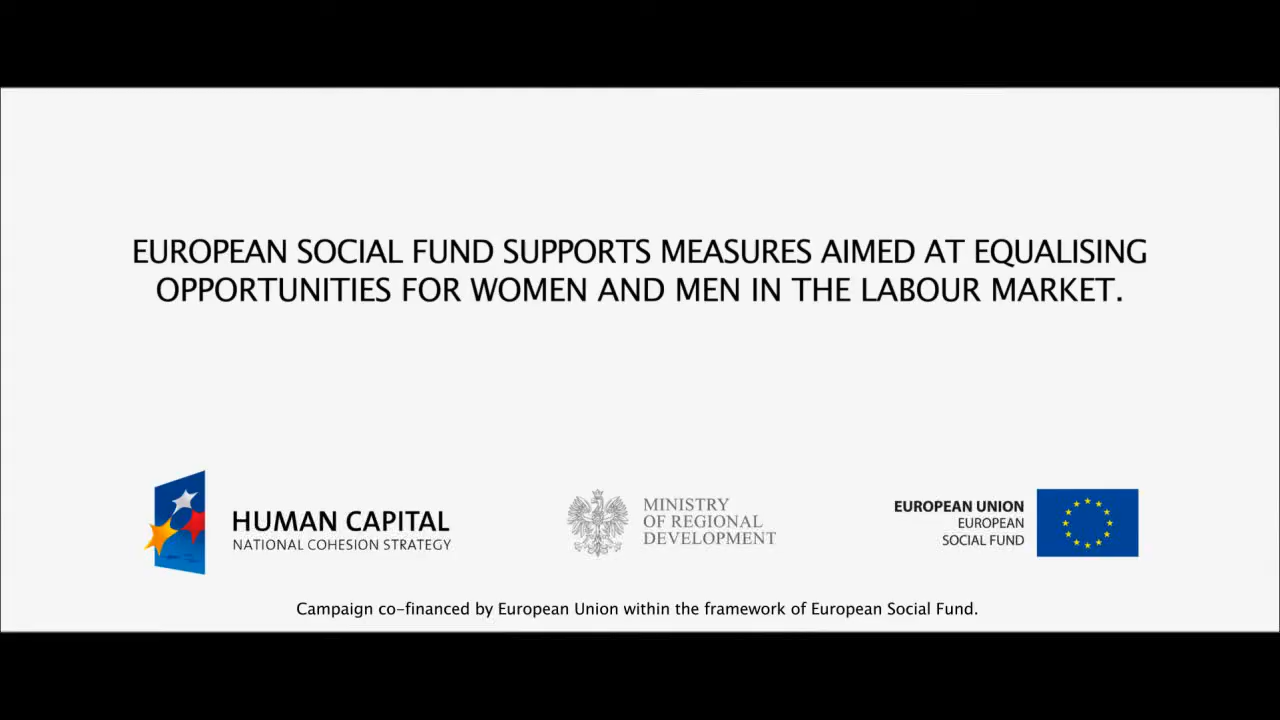 EUROPEAN SOCIAL FUND SUPPORTS MEASURES AIMED AT EQUALISING
OPPORTUNITIES FOR WOMEN AND MEN IN THE LABOUR MARKET.
HUMAN CAPITAL
NATIONAL COHESION STRATEGY
MINISTRY
OF REGIONAL
DEVELOPMENT
EUROPEAN UNION
EUROPEAN
SOCIAL FUND
Campaign co-financed by European Union within the framework of European Social Fund.